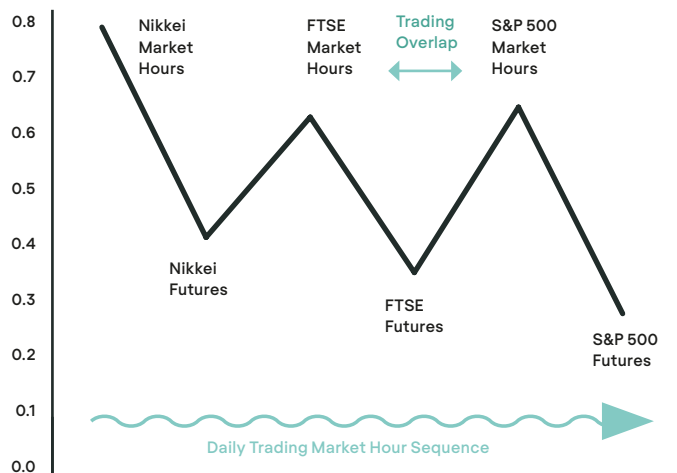 0.8
0.7
0.6
0.5
0.4
0.3
0.2
0.1
0.0
Nikkei
Market
Hours
FTSE
Market
Hours
Trading
Overlap
S&P 500
Market
Hours
Nikkei
Futures
FTSE
Futures
S&P 500
Futures
Daily Trading Market Hour Sequence